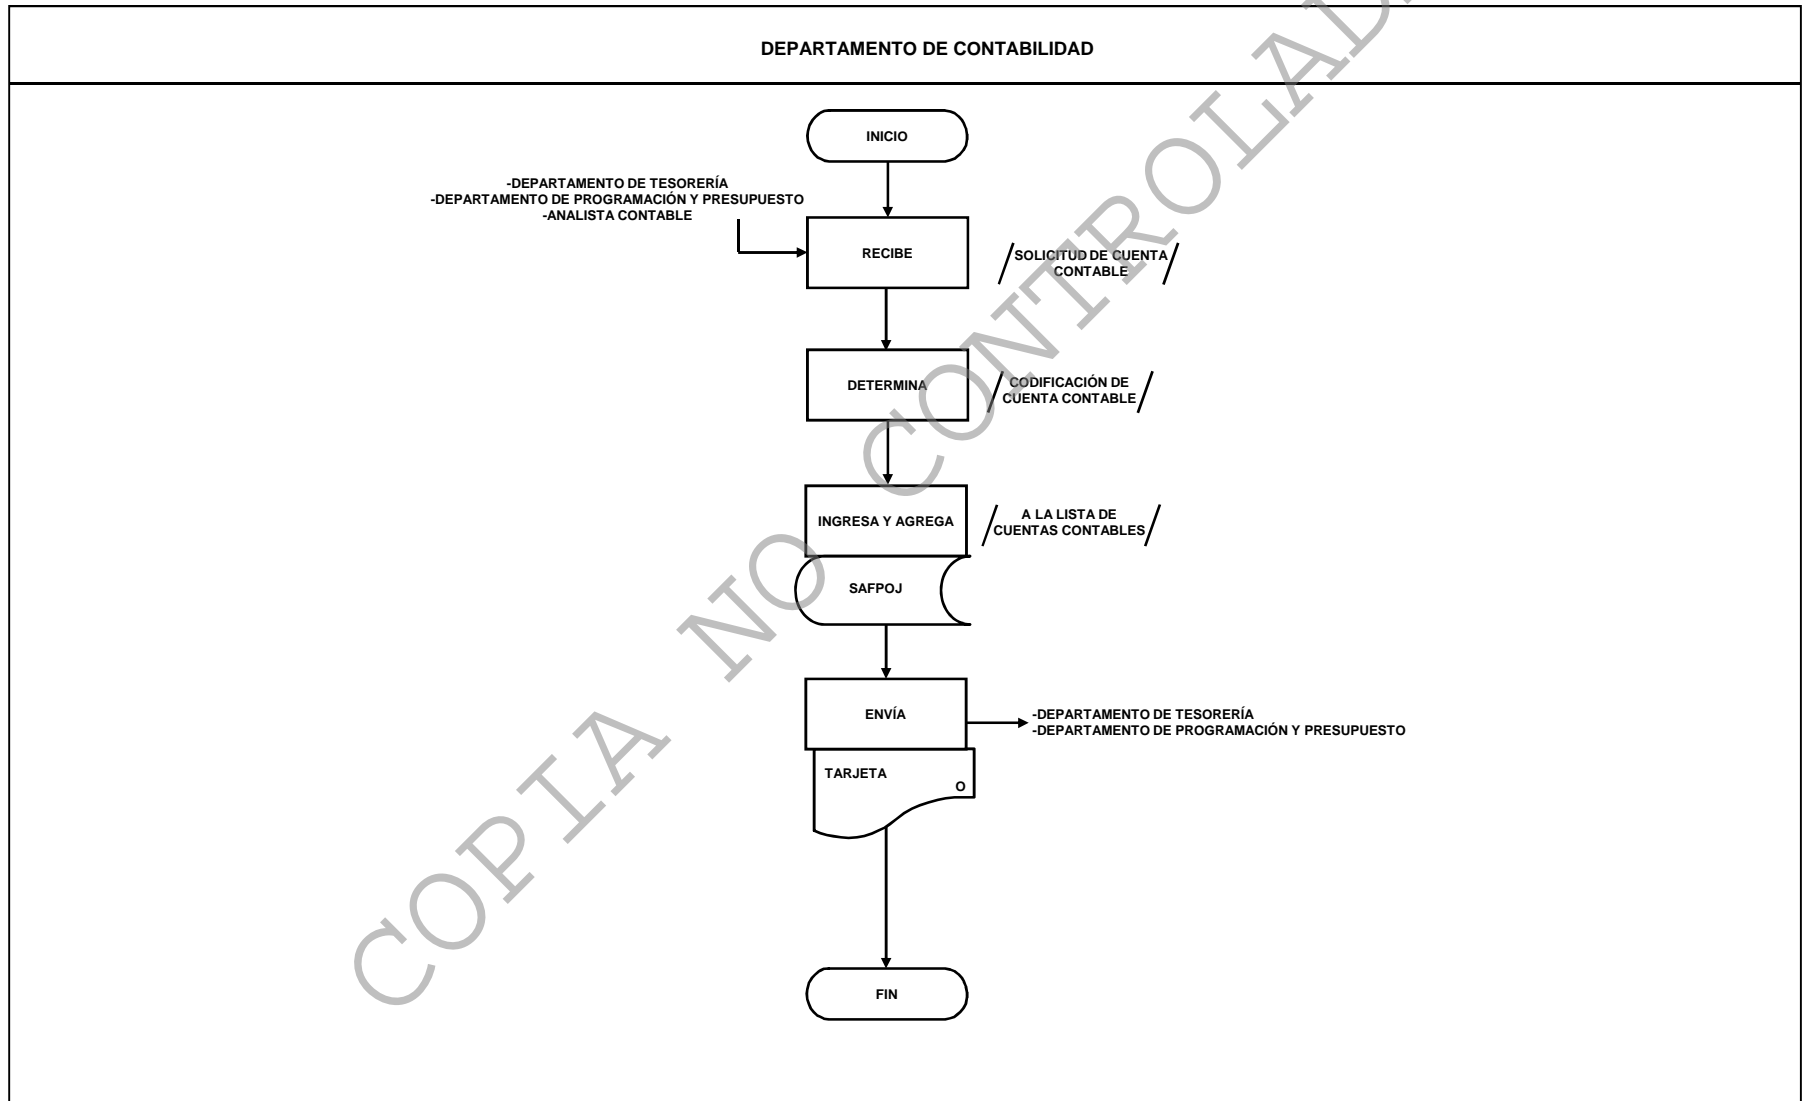 DEPARTAMENTO DE CONTABILIDAD
INICIO
-DEPARTAMENTO DE TESORERÍA
-DEPARTAMENTO DE PROGRAMACIÓN Y PRESUPUESTO
-ANALISTA CONTABLE
RECIBE
SOLICITUD DE CUENTA
CONTABLE
DETERMINA
CODIFICACIÓN DE
CUENTA CONTABLE
INGRESA Y AGREGA
A LA LISTA DE
CUENTAS CONTABLES
SAFPOJ
ENVÍA
-DEPARTAMENTO DE TESORERÍA
-DEPARTAMENTO DE PROGRAMACIÓN Y PRESUPUESTO
TARJETA
O
FIN
COPIA NO CONTROLAD